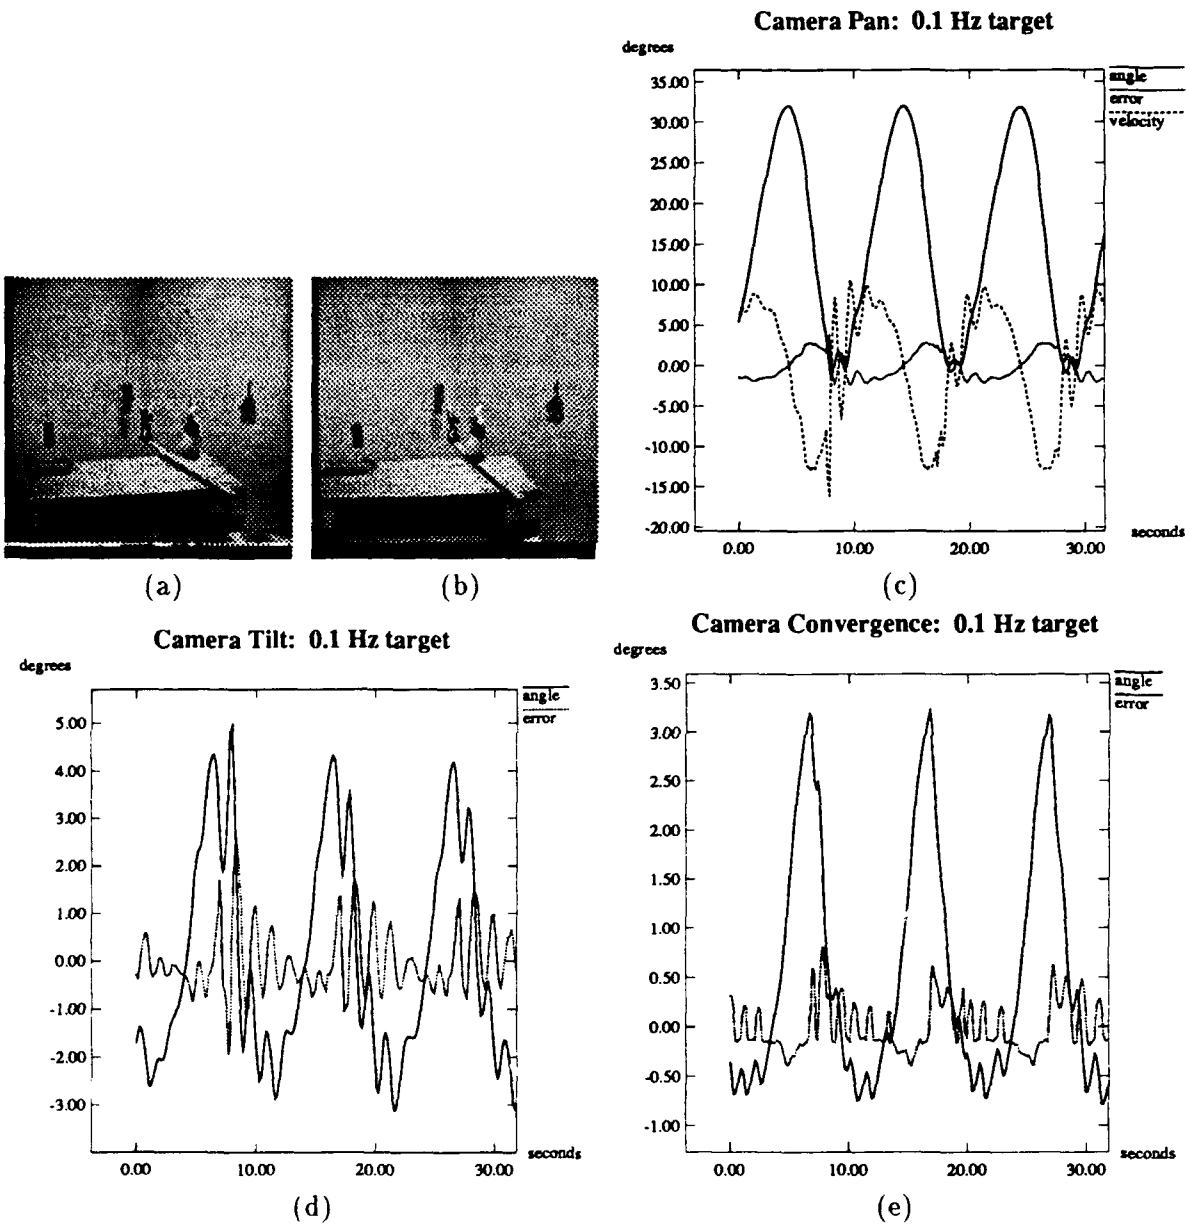 Camera Pan: 0.1 Hz target
degrees
35.00
30.00
25.00
20.00
15.00
10.00
5.00
0.00
-5.00
-10.00
-15.00
-20.00
angle
error
velocity
0.00 10.00 20.00 30.00
seconds
(a)
(b)
(c)
Camera Tilt: 0.1 Hz target
degrees
5.00
4.00
3.00
2.00
1.00
0.00
-1.00
-2.00
-3.00
angle
error
0.00 10.00 20.00 30.00
seconds
(d)
Camera Convergence: 0.1 Hz target
degrees
3.50
3.00
2.50
2.00
1.50
1.00
0.50
0.00
-0.50
-1.00
angle
error
0.00 10.00 20.00 30.00
seconds
(e)